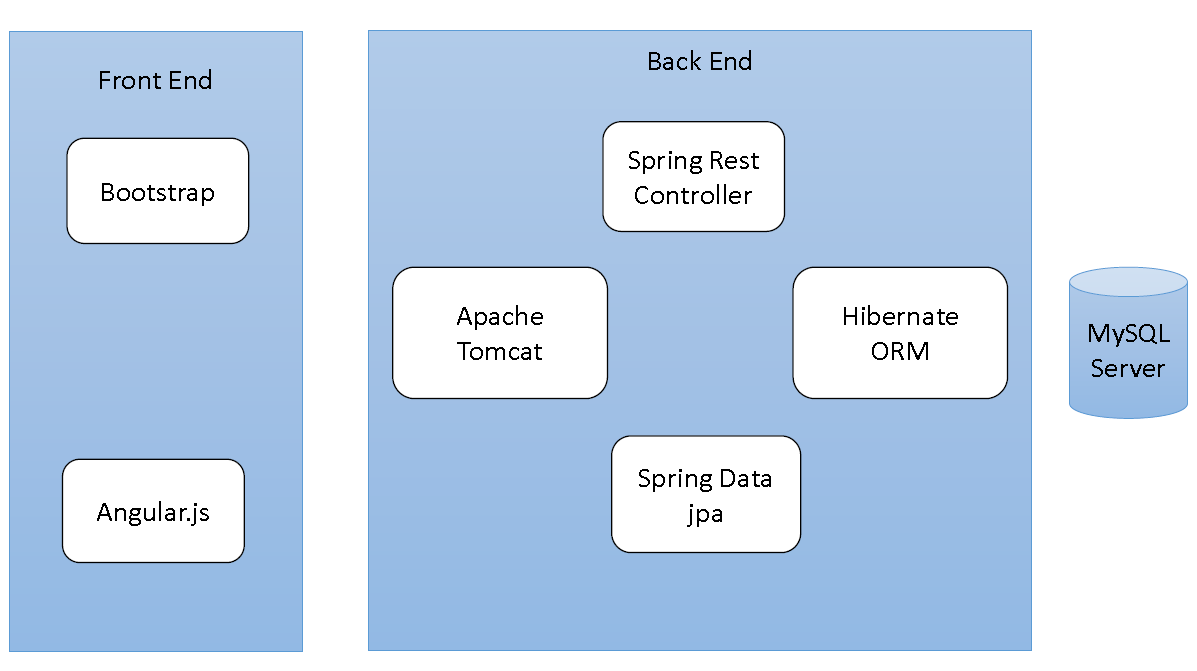 Front End
Bootstrap
Angular.js
Back End
Spring Rest
Controller
Apache
Tomcat
Hibernate
ORM
Spring Data
jpa
MySQL
Server